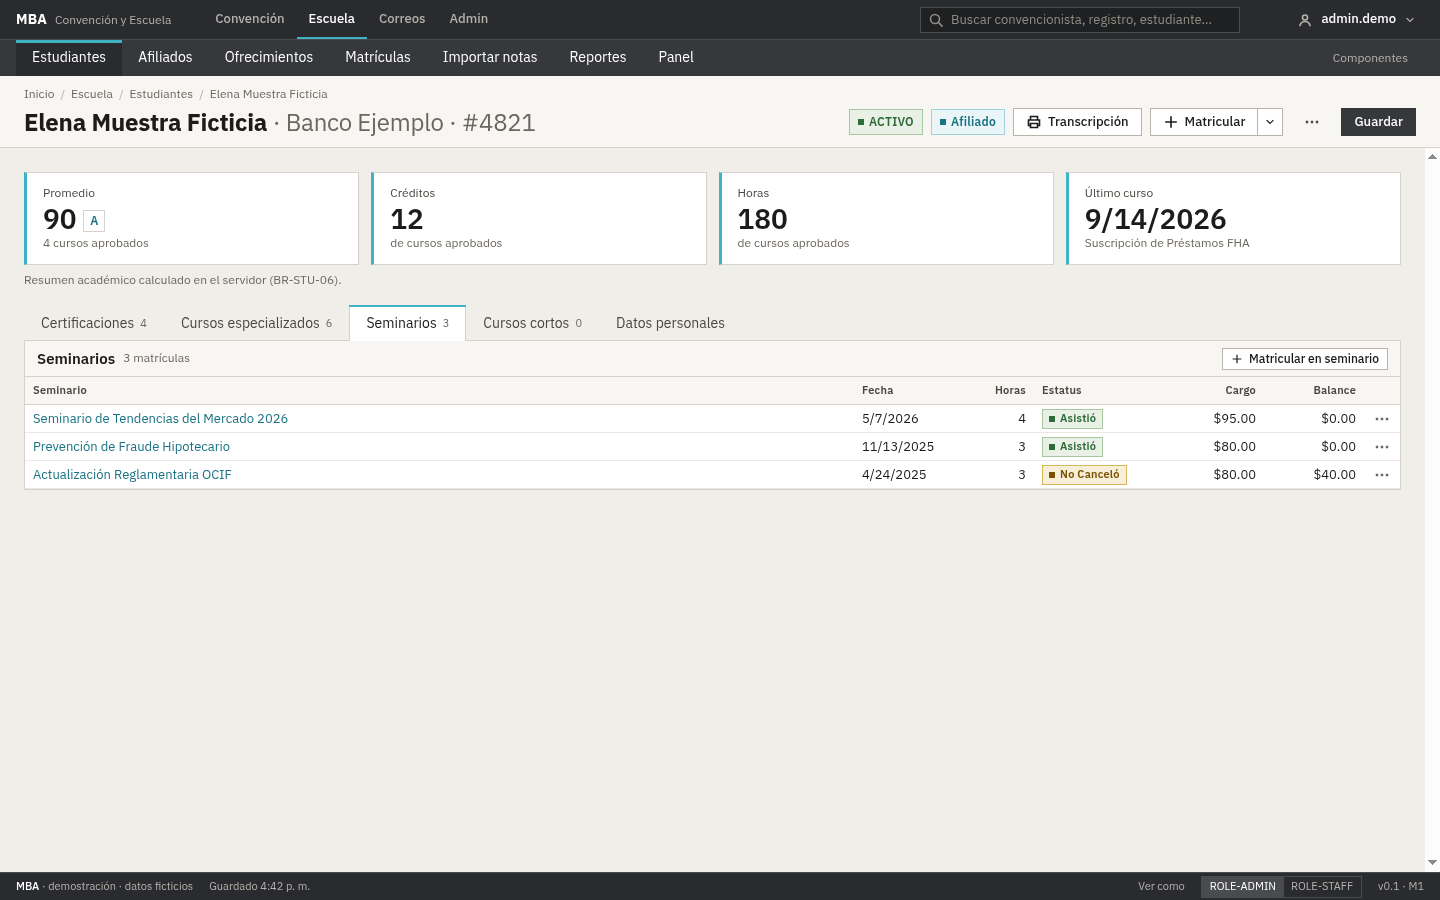 MBA Convención y Escuela Convención Escuela Correos Admin Buscar convencionista, registro, estudiante... admin.demo
Estudiantes Afiliados Ofrecimientos Matrículas Importar notas Reportes Panel Componentes
Inicio / Escuela / Estudiantes / Elena Muestra Ficticia
Elena Muestra Ficticia · Banco Ejemplo · #4821 ACTIVO Afiliado Transcripción Matricular Guardar
Promedio Créditos Horas Último curso
90 A 12 180 9/14/2026
4 cursos aprobados de cursos aprobados de cursos aprobados Suscripción de Préstamos FHA
Resumen académico calculado en el servidor (BR-STU-06).
Certificaciones 4 Cursos especializados 6 Seminarios 3 Cursos cortos 0 Datos personales
Seminarios 3 matrículas Matricular en seminario
Seminario Fecha Horas Estatus Cargo Balance
Seminario de Tendencias del Mercado 2026 5/7/2026 4 Asistió $95.00 $0.00
Prevención de Fraude Hipotecario 11/13/2025 3 Asistió $80.00 $0.00
Actualización Reglamentaria OCIF 4/24/2025 3 No Canceló $80.00 $40.00
MBA · demostración · datos ficticios Guardado 4:42 p. m. Ver como ROLE-ADMIN ROLE-STAFF v0.1 · M1